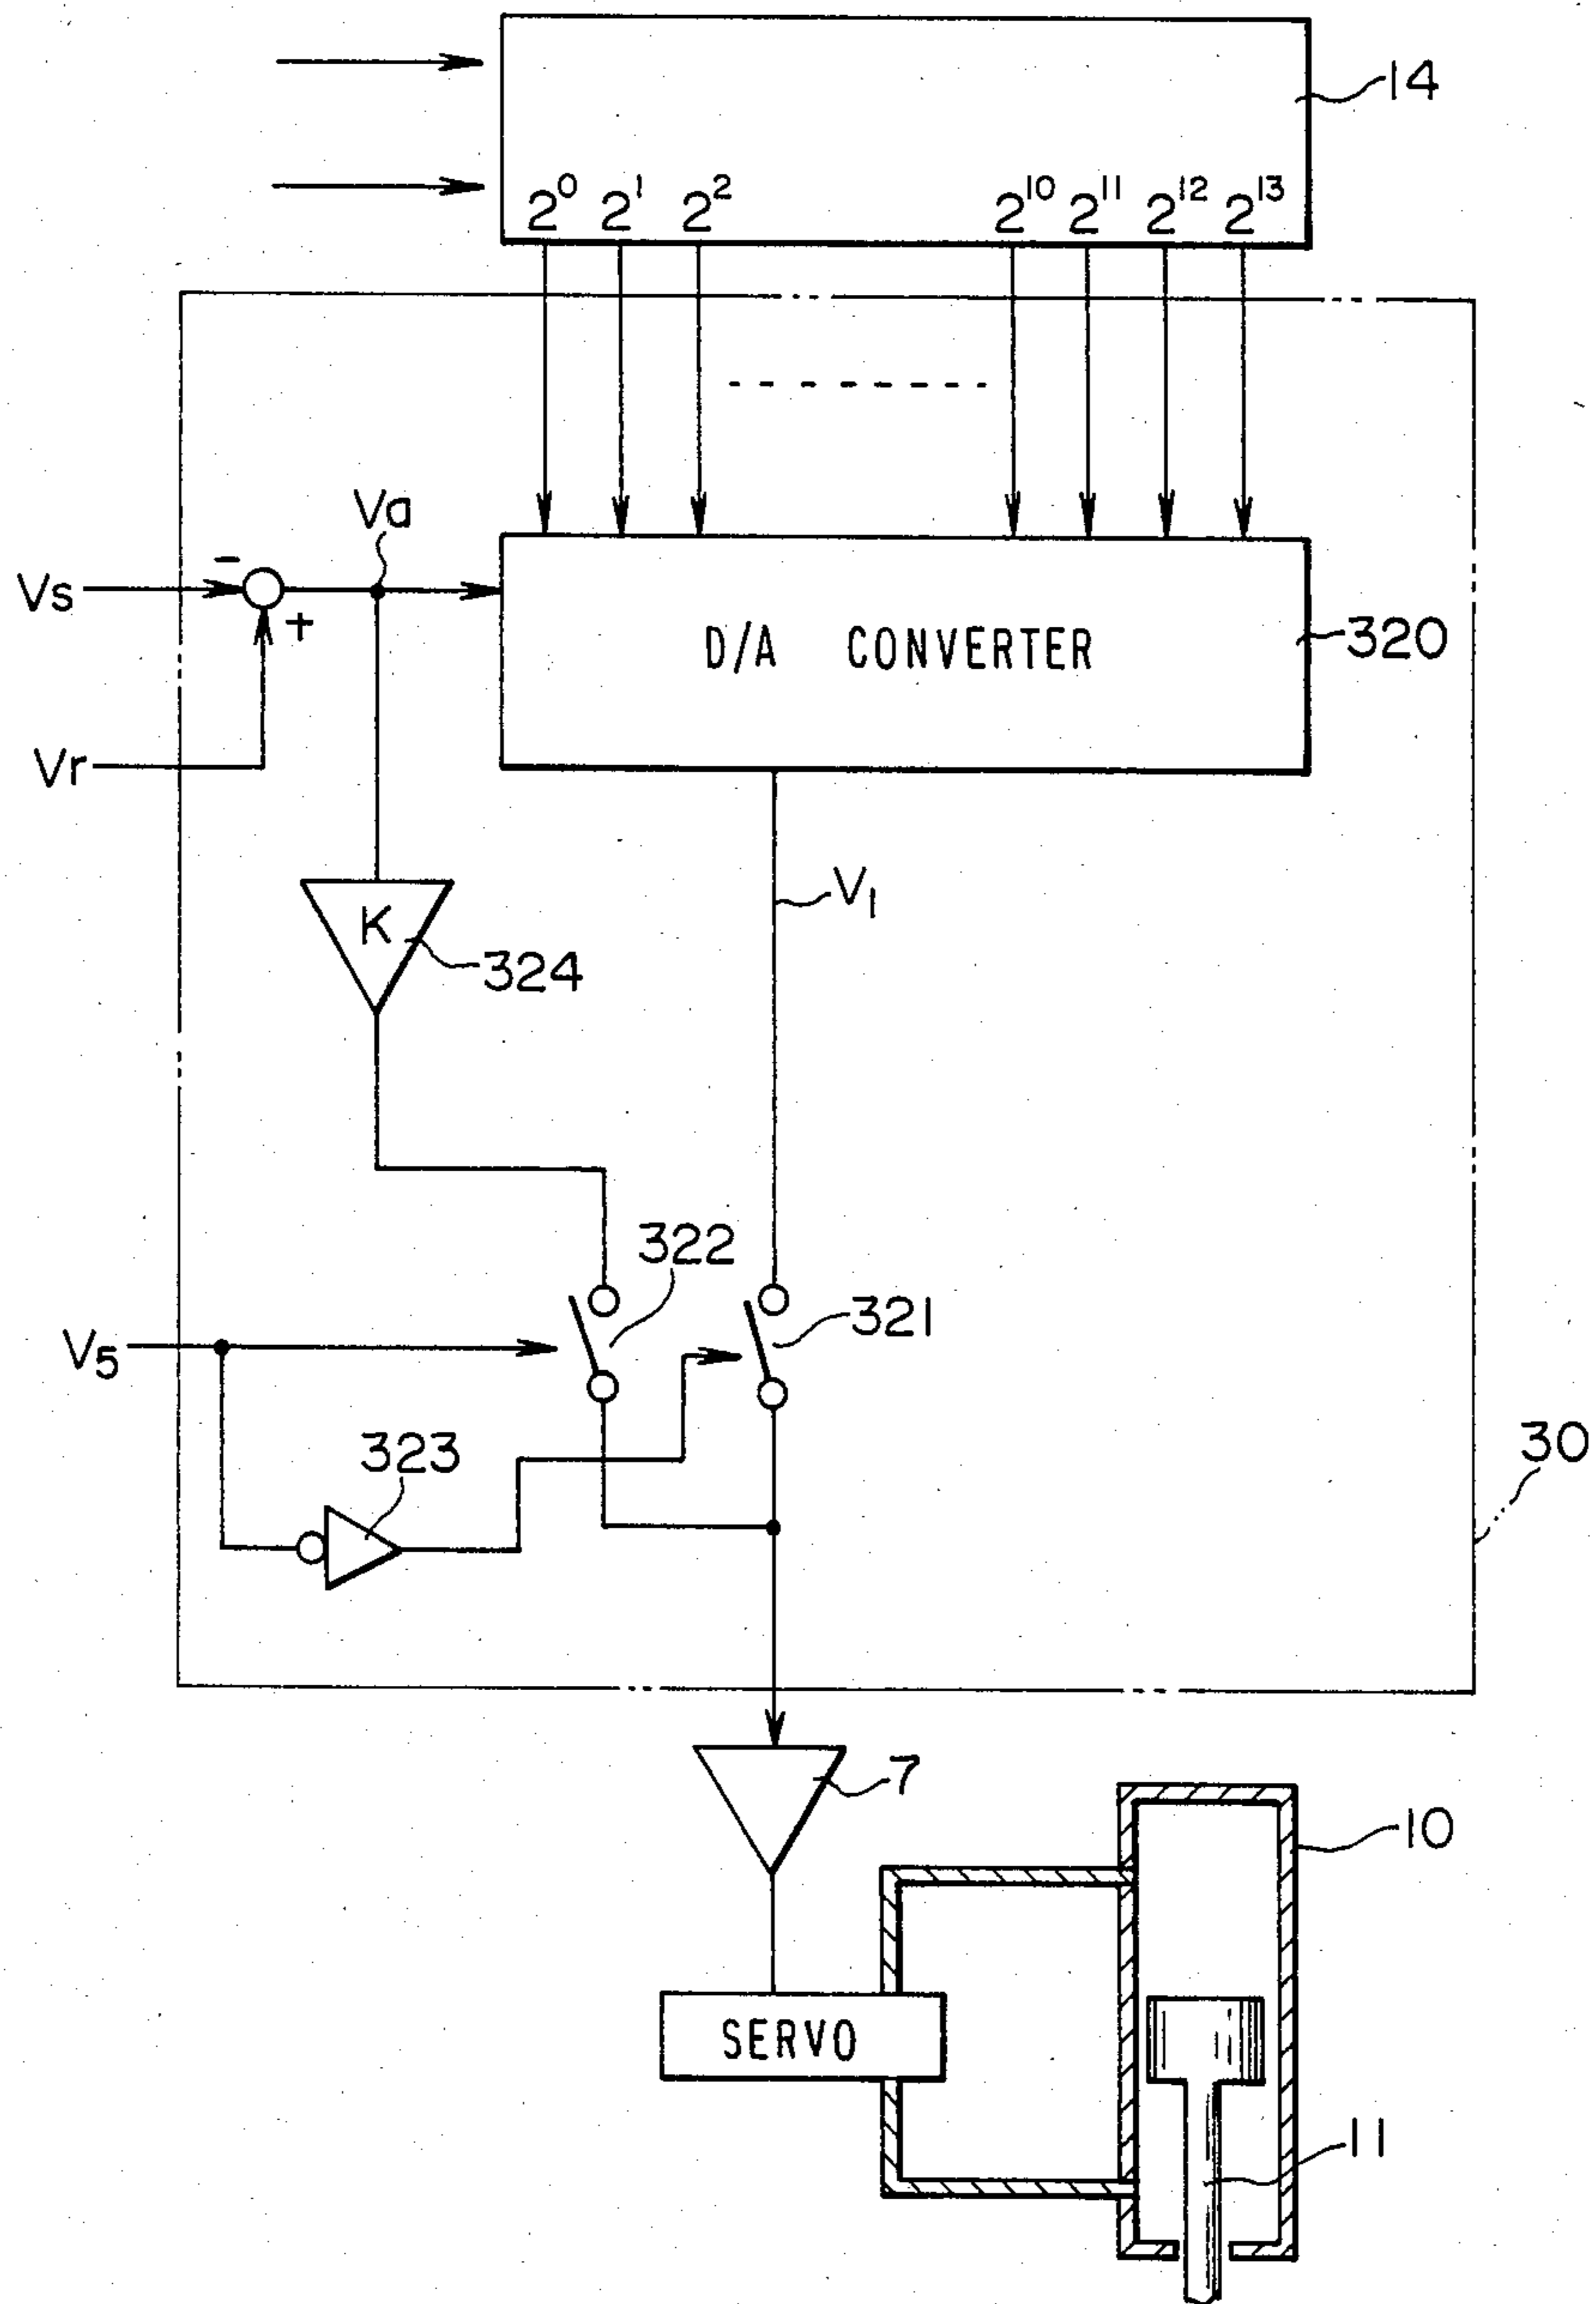 14
2⁰ 2¹ 2² 2¹⁰ 2¹¹ 2¹² 2¹³
Va
-
Vs
+
D/A CONVERTER
320
Vr
K
324
V₁
322
321
V₅
323
30
7
10
SERVO
11